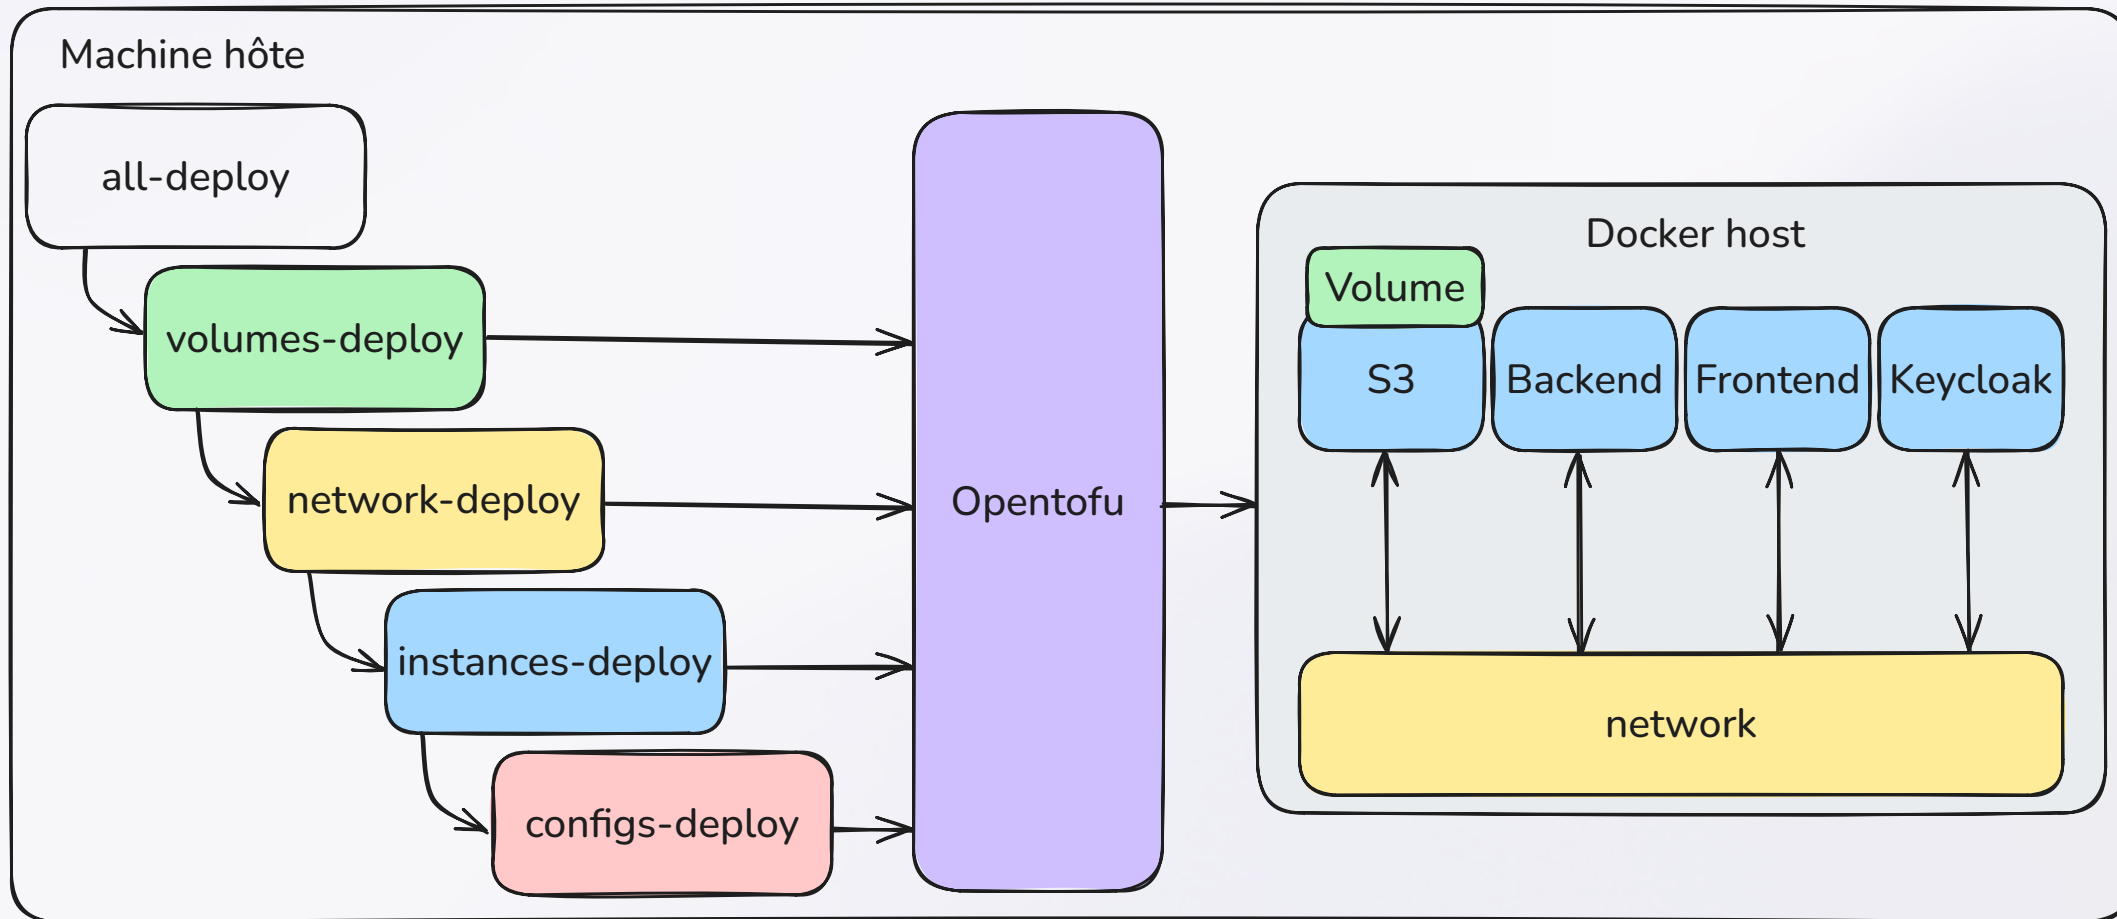 Machine hôte
all-deploy
volumes-deploy
network-deploy
instances-deploy
configs-deploy
Opentofu
Docker host
Volume
S3
Backend
Frontend
Keycloak
network